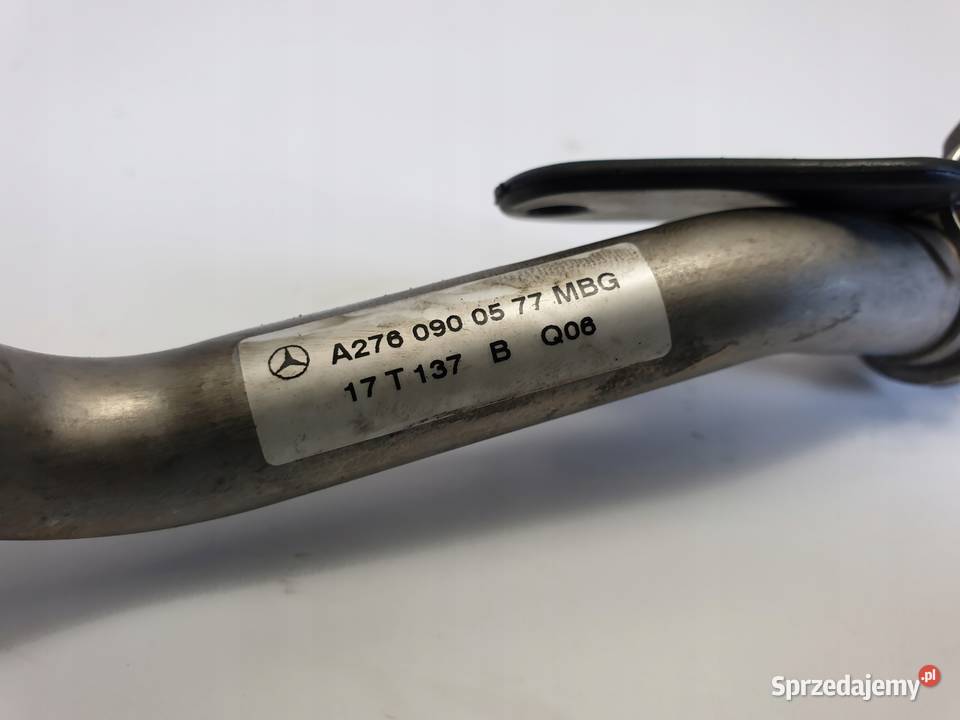 A276 090 05 77 MBG
17 T 137 B Q06
Sprzedajemy.pl